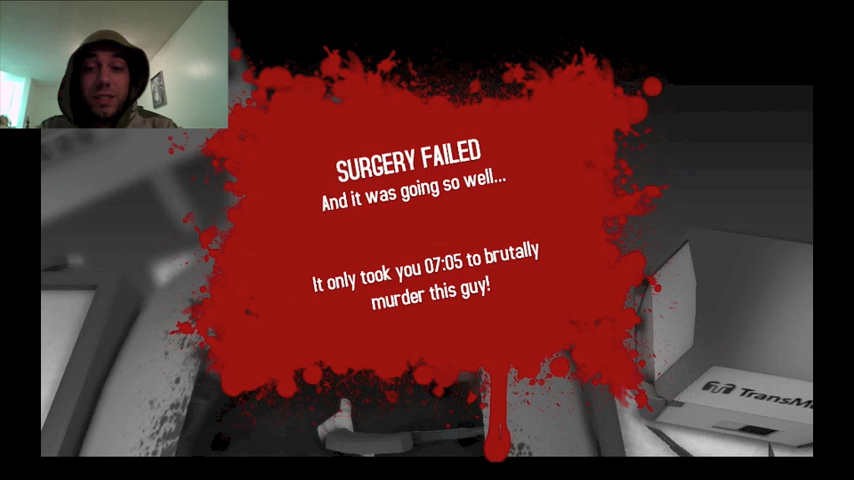 SURGERY FAILED
And it was going so well...
It only took you 07:05 to brutally
murder this guy!